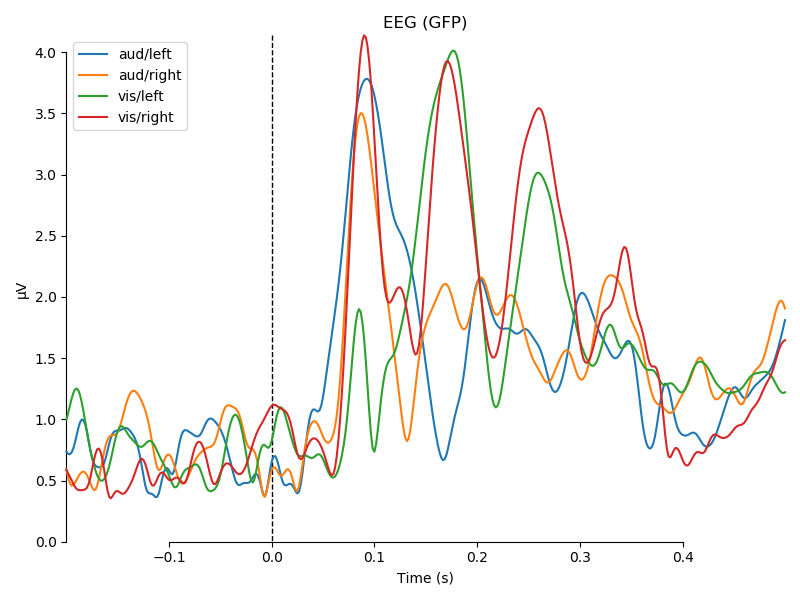 EEG (GFP)
aud/left
aud/right
vis/left
vis/right
µV
4.0
3.5
3.0
2.5
2.0
1.5
1.0
0.5
0.0
−0.1 0.0 0.1 0.2 0.3 0.4
Time (s)